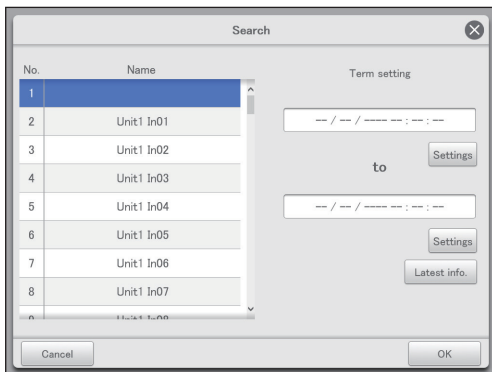 Search
No. Name
1
2 Unit1 In01
3 Unit1 In02
4 Unit1 In03
5 Unit1 In04
6 Unit1 In05
7 Unit1 In06
8 Unit1 In07
Term setting
-- / -- / ---- -- : -- : --
Settings
to
-- / -- / ---- -- : -- : --
Settings
Latest info.
Cancel OK